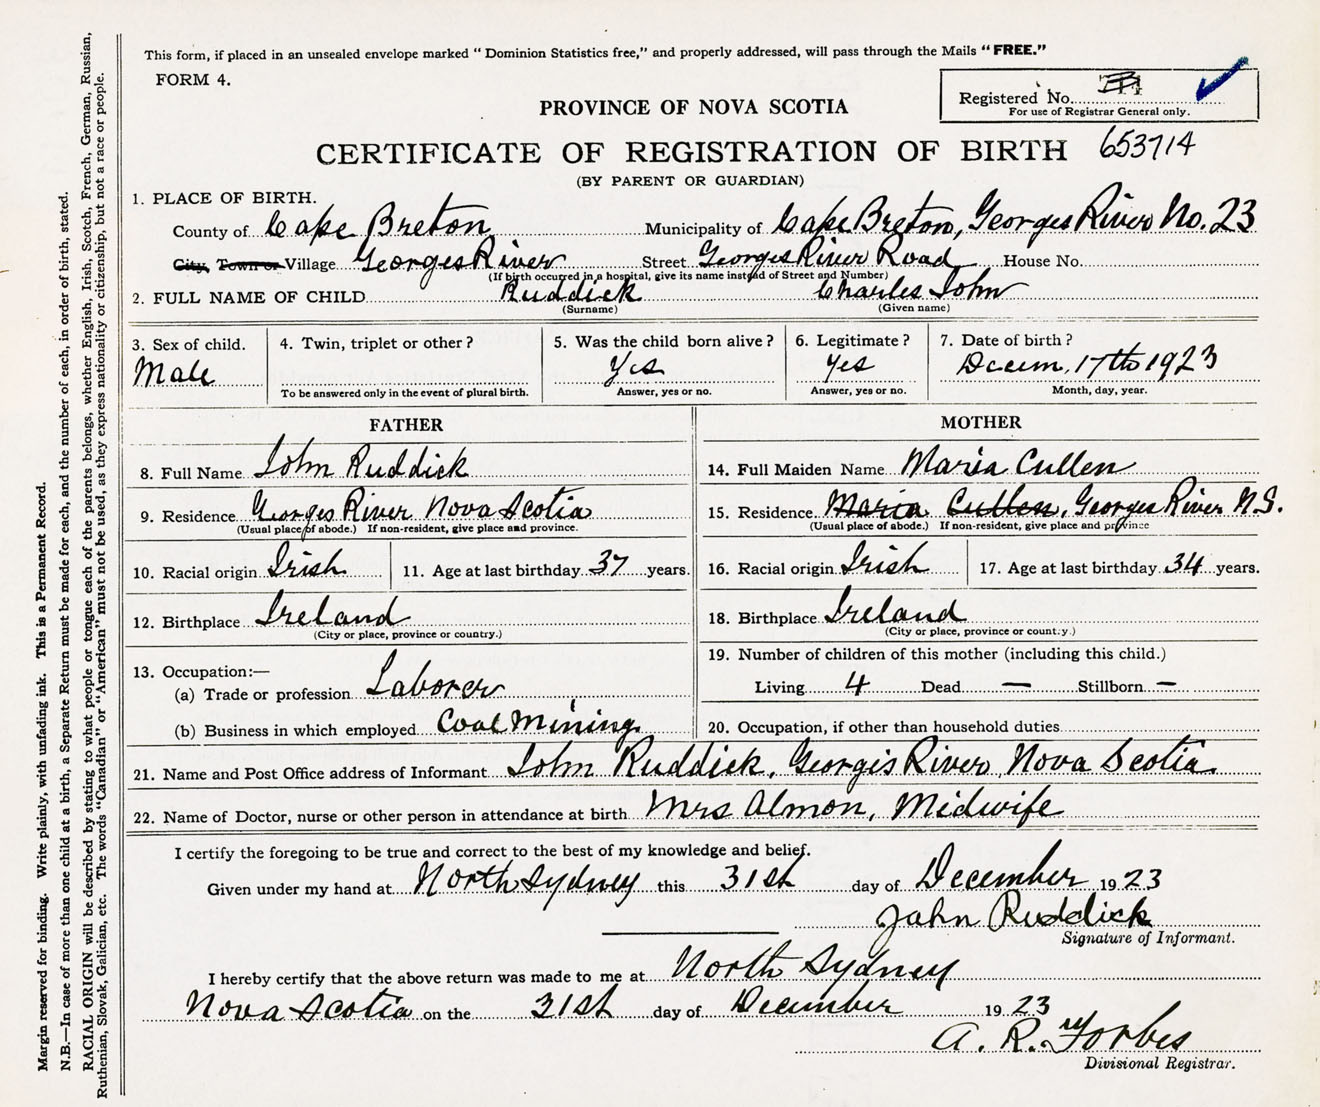 This form, if placed in an unsealed envelope marked "Dominion Statistics free," and properly addressed, will pass through the Mails "FREE."
FORM 4.
Registered No.
For use of Registrar General only.
PROVINCE OF NOVA SCOTIA
CERTIFICATE OF REGISTRATION OF BIRTH 653714
(BY PARENT OR GUARDIAN)
1. PLACE OF BIRTH.
County of Cape Breton Municipality of Cape Breton, Georges River No. 23
City, Town or Village Georges River Street Georges River Road House No.
(If birth occurred in a hospital, give its name instead of Street and Number)
2. FULL NAME OF CHILD Ruddick Charles John
(Surname) (Given name)
3. Sex of child. 4. Twin, triplet or other? 5. Was the child born alive? 6. Legitimate? 7. Date of birth?
Male Yes Yes Decem. 17th 1923
To be answered only in the event of plural birth. Answer, yes or no. Answer, yes or no. Month, day, year.
FATHER
8. Full Name John Ruddick
9. Residence Georges River Nova Scotia
(Usual place of abode.) If non-resident, give place and province.
10. Racial origin Irish 11. Age at last birthday 37 years.
12. Birthplace Ireland
(City or place, province or country.)
13. Occupation:—
(a) Trade or profession Laborer
(b) Business in which employed Coal Mining.
MOTHER
14. Full Maiden Name Maria Cullen
15. Residence Maria Cullen, Georges River N.S.
(Usual place of abode.) If non-resident, give place and province
16. Racial origin Irish 17. Age at last birthday 34 years.
18. Birthplace Ireland
(City or place, province or country.)
19. Number of children of this mother (including this child.)
Living 4 Dead — Stillborn —
20. Occupation, if other than household duties
21. Name and Post Office address of Informant John Ruddick, Georgis River, Nova Scotia.
22. Name of Doctor, nurse or other person in attendance at birth Mrs Almon, Midwife
I certify the foregoing to be true and correct to the best of my knowledge and belief.
Given under my hand at North Sydney this 31st day of December 1923
John Ruddick
Signature of Informant.
I hereby certify that the above return was made to me at North Sydney
Nova Scotia on the 31st day of December 1923
A. R. Forbes
Divisional Registrar.
Margin reserved for binding. Write plainly, with unfading ink. This is a Permanent Record.
N.B.—In case of more than one child at a birth, a Separate Return must be made for each, and the number of each, in order of birth, stated.
RACIAL ORIGIN will be described by stating to what people or tongue each of the parents belongs, whether English, Irish, Scotch, French, German, Russian,
Ruthenian, Slovak, Galician, etc. The words "Canadian" or "American" must not be used, as they express nationality or citizenship, but not a race or people.